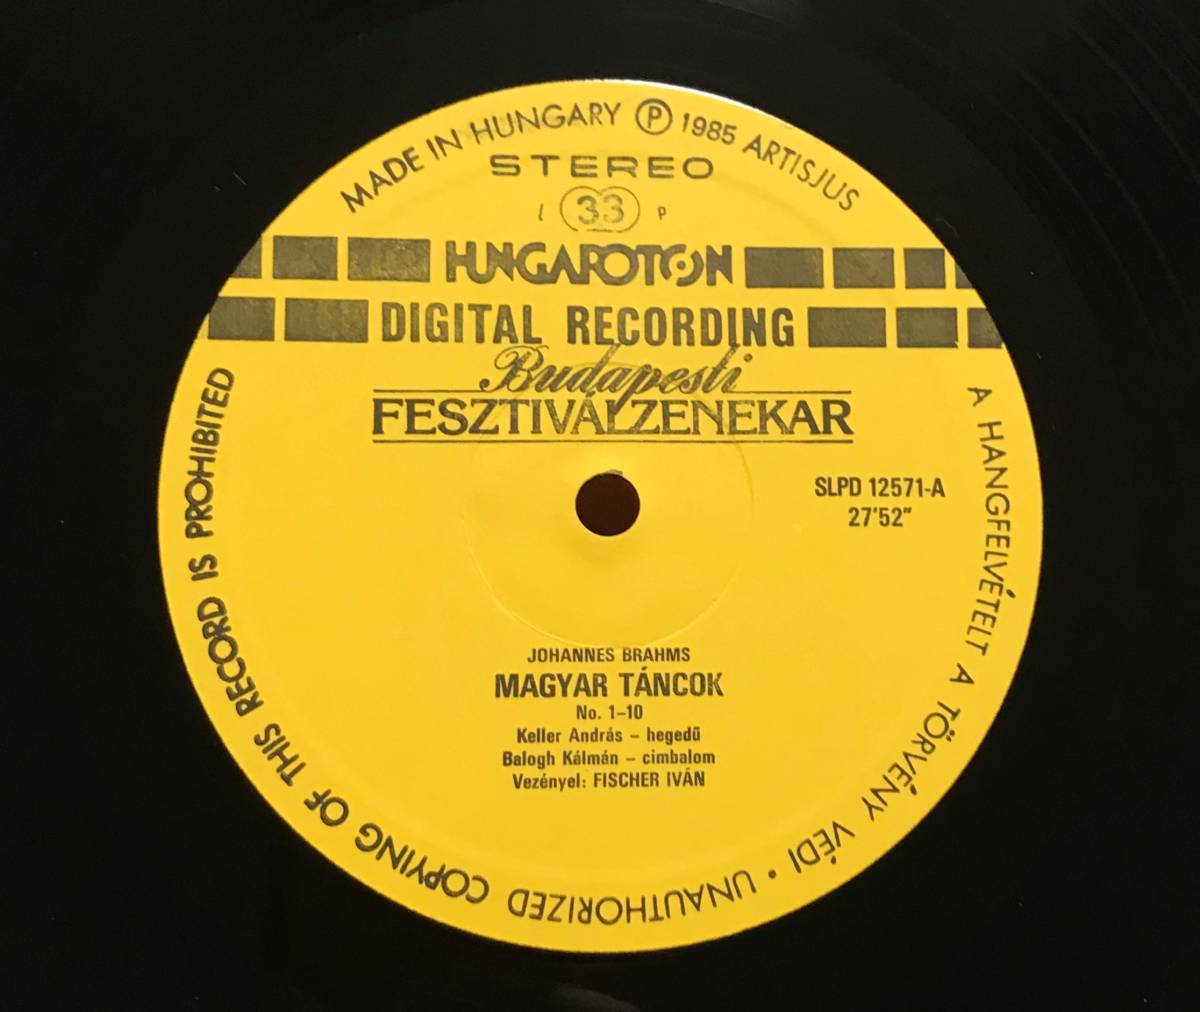 MADE IN HUNGARY Ⓟ 1985 ARTISJUS
STEREO
L 33 P
HUNGAROTON
DIGITAL RECORDING
Budapesti
FESZTIVÁLZENEKAR
SLPD 12571-A
27'52"
JOHANNES BRAHMS
MAGYAR TÁNCOK
No. 1-10
Keller András – hegedű
Balogh Kálmán – cimbalom
Vezényel: FISCHER IVÁN
A HANGFELVÉTELT A TÖRVÉNY VÉDI · UNAUTHORIZED COPYING OF THIS RECORD IS PROHIBITED